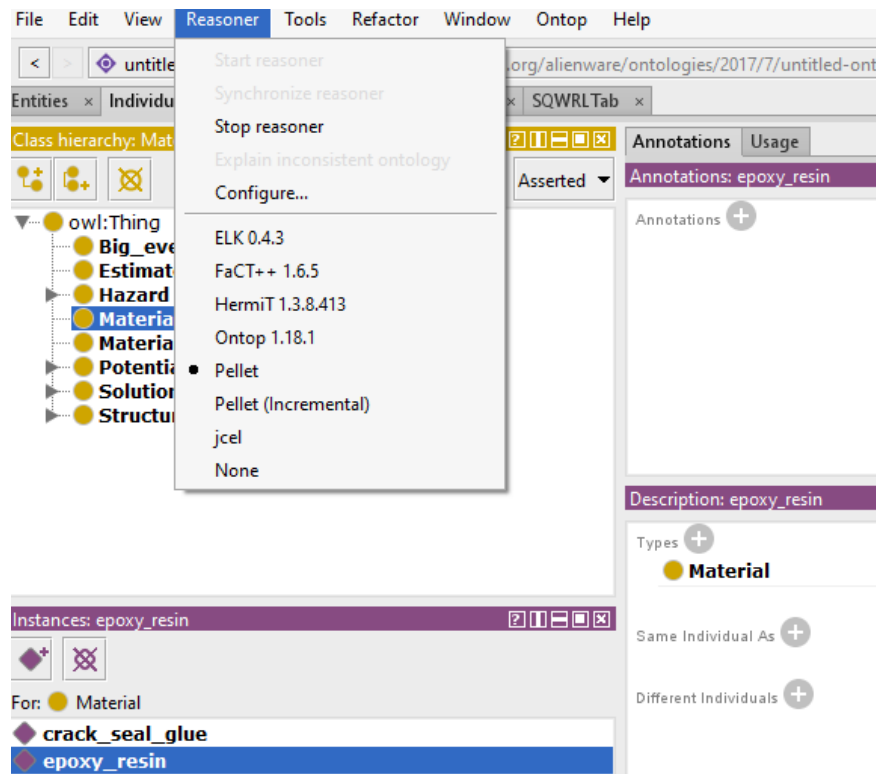 File Edit View Reasoner Tools Refactor Window Ontop Help
< > untitle .org/alienware/ontologies/2017/7/untitled-ont
Entities × Individu × SQWRLTab ×
Start reasoner
Synchronize reasoner
Stop reasoner
Explain inconsistent ontology
Configure...
ELK 0.4.3
FaCT++ 1.6.5
HermiT 1.3.8.413
Ontop 1.18.1
Pellet
Pellet (Incremental)
jcel
None
Class hierarchy: Mat
Asserted
owl:Thing
Big_eve
Estimat
Hazard
Materia
Materia
Potentia
Solution
Structu
Instances: epoxy_resin
For: Material
crack_seal_glue
epoxy_resin
Annotations Usage
Annotations: epoxy_resin
Annotations
Description: epoxy_resin
Types
Material
Same Individual As
Different Individuals